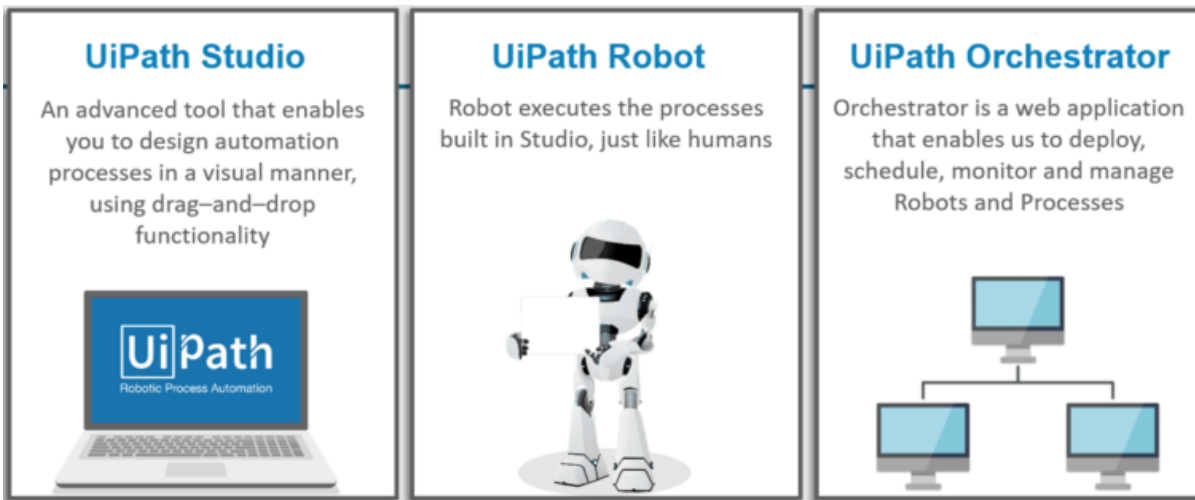 UiPath Studio
An advanced tool that enables
you to design automation
processes in a visual manner,
using drag–and–drop
functionality
UiPath
Robotic Process Automation
UiPath Robot
Robot executes the processes
built in Studio, just like humans
UiPath Orchestrator
Orchestrator is a web application
that enables us to deploy,
schedule, monitor and manage
Robots and Processes